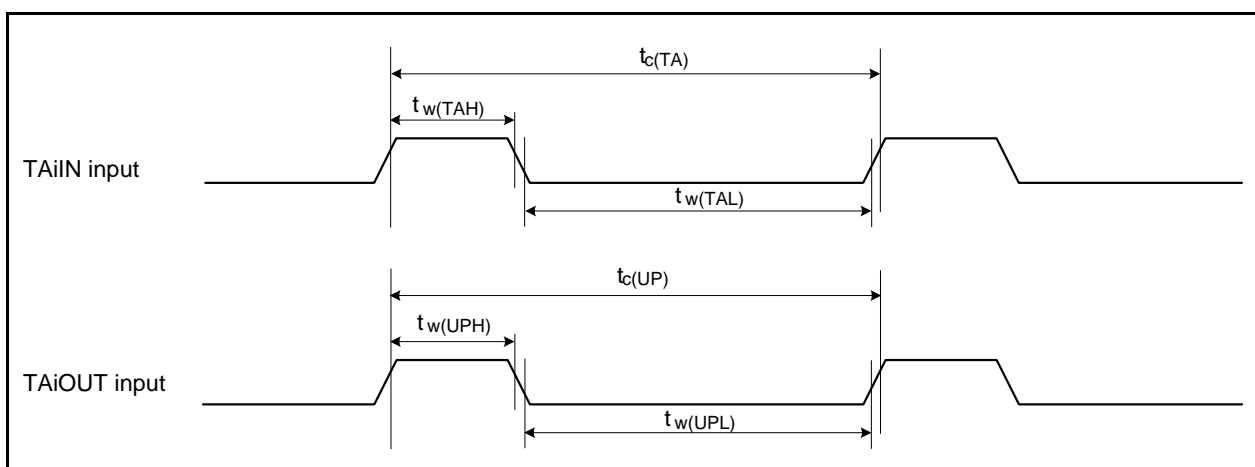 tc(TA)
tw(TAH)
TAiIN input
tw(TAL)
tc(UP)
tw(UPH)
TAiOUT input
tw(UPL)